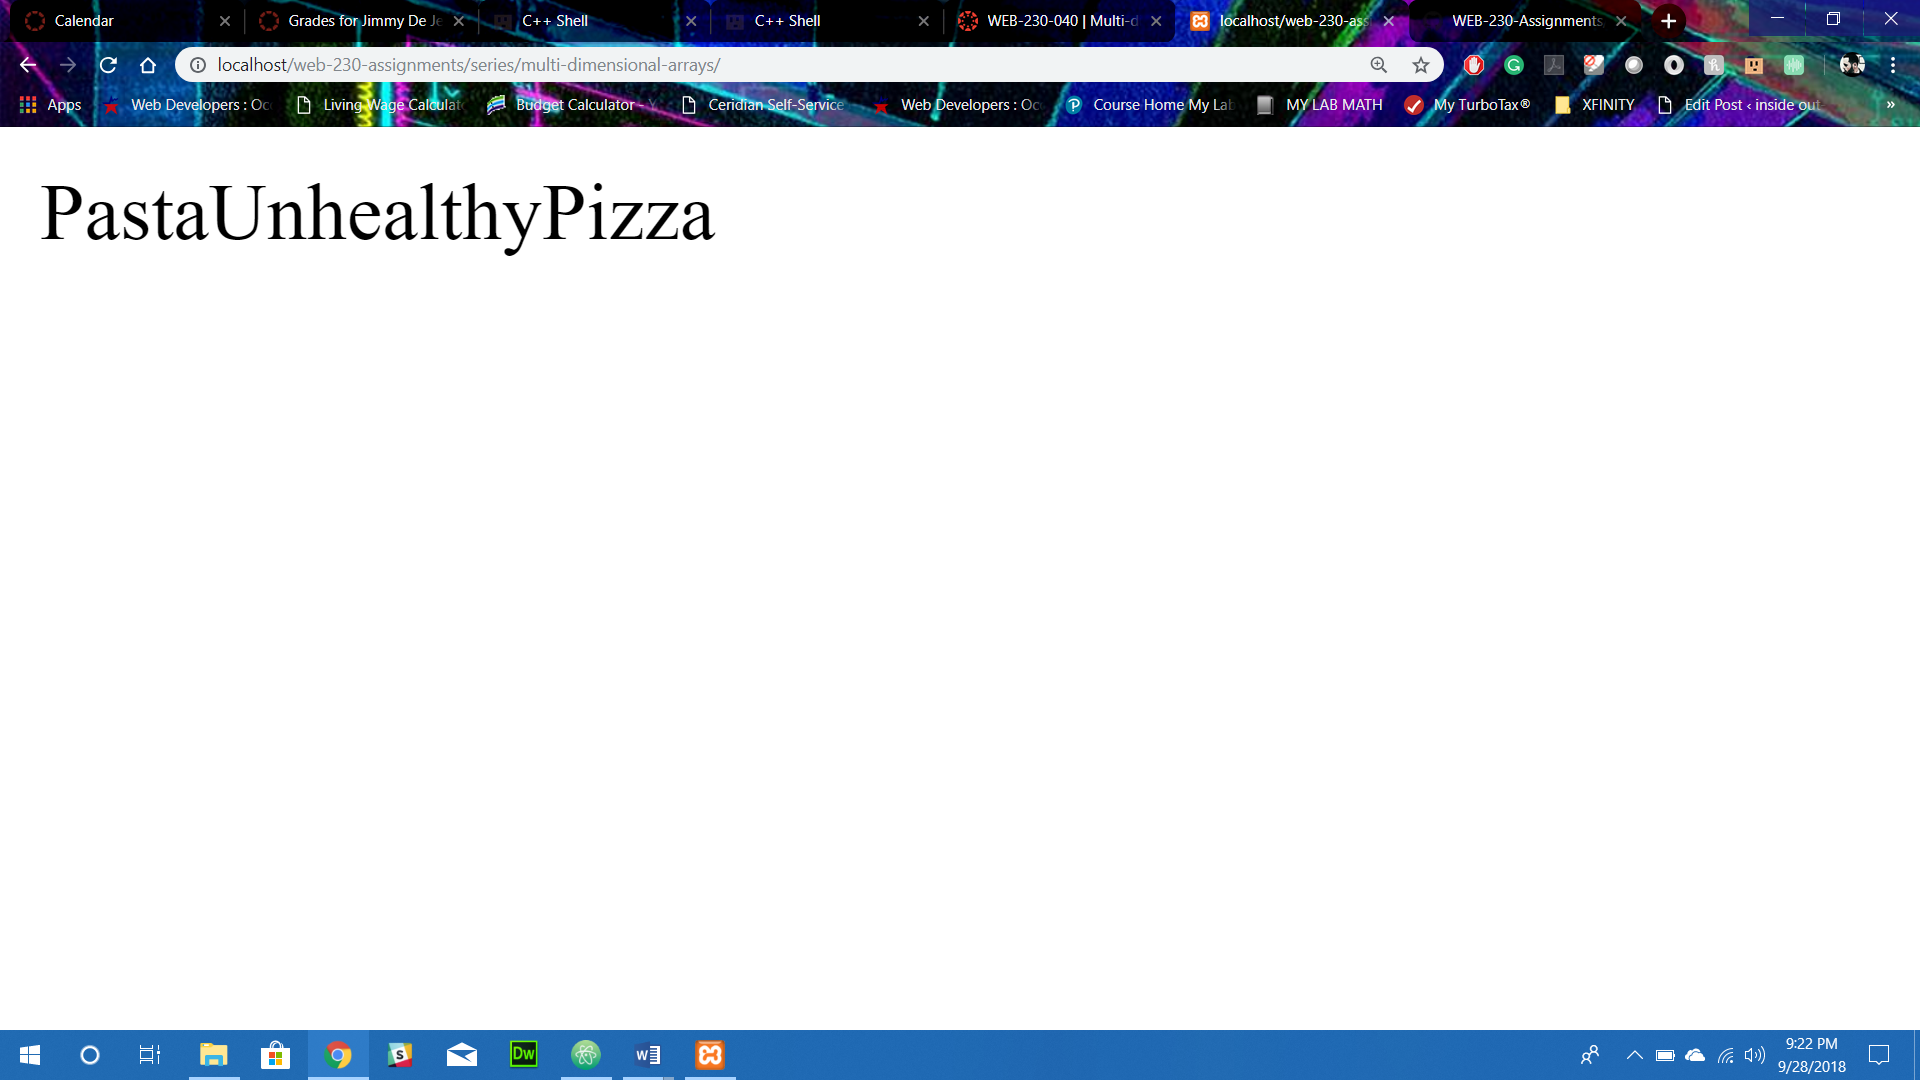 Calendar
Grades for Jimmy De Je
C++ Shell
C++ Shell
WEB-230-040 | Multi-d
localhost/web-230-ass
WEB-230-Assignments
localhost/web-230-assignments/series/multi-dimensional-arrays/
Apps Web Developers : Occ Living Wage Calculat Budget Calculator - Y Ceridian Self-Service Web Developers : Occ Course Home My Lab MY LAB MATH My TurboTax® XFINITY Edit Post ‹ inside out »
PastaUnhealthyPizza
Dw
9:22 PM
9/28/2018